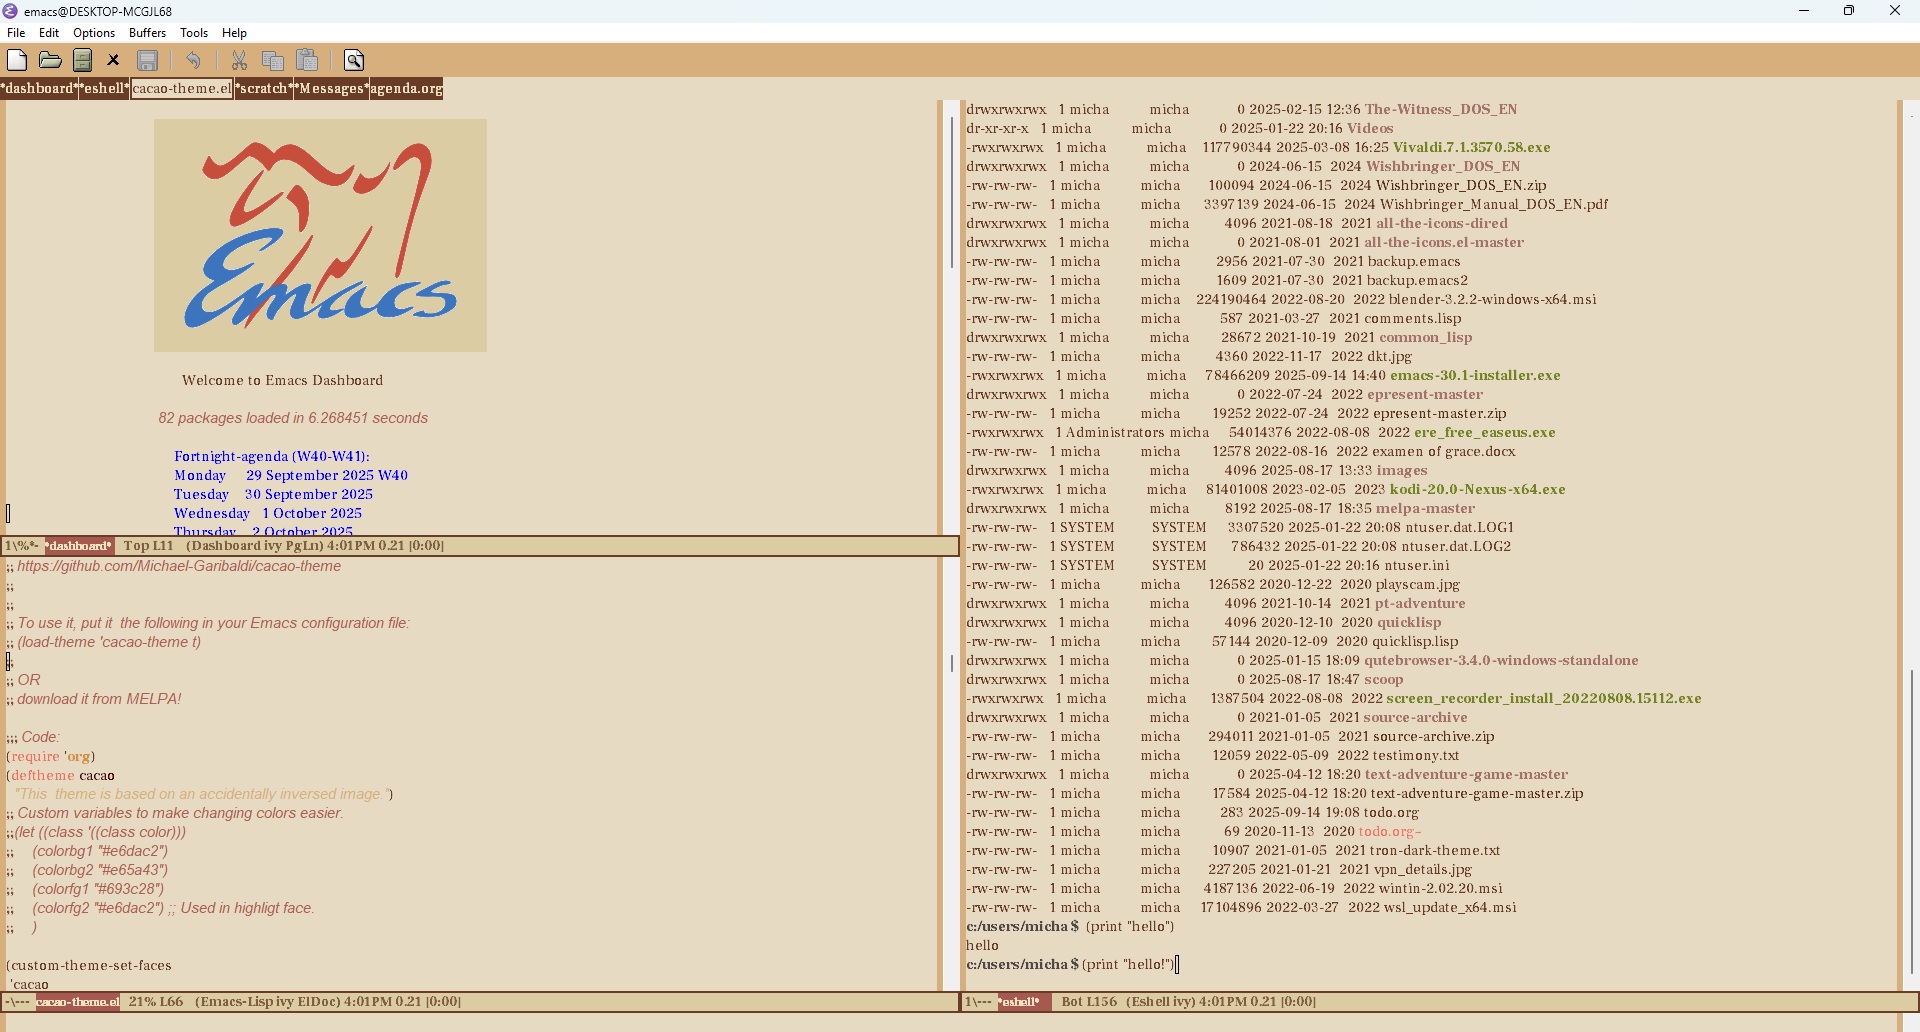 emacs@DESKTOP-MCGJL68
File Edit Options Buffers Tools Help
*dashboard* *eshell* cacao-theme.el *scratch* *Messages* agenda.org
Emacs
Welcome to Emacs Dashboard
82 packages loaded in 6.268451 seconds
Fortnight-agenda (W40-W41):
Monday 29 September 2025 W40
Tuesday 30 September 2025
Wednesday 1 October 2025
Thursday 2 October 2025
1\%*- *dashboard* Top L11 (Dashboard ivy PgLn) 4:01PM 0.21 [0:00]
;; https://github.com/Michael-Garibaldi/cacao-theme
;;
;;
;; To use it, put it  the following in your Emacs configuration file:
;; (load-theme 'cacao-theme t)
;;
;; OR
;; download it from MELPA!
;;; Code:
(require 'org)
(deftheme cacao
"This  theme is based on an accidentally inversed image.")
;; Custom variables to make changing colors easier.
;;(let ((class '((class color)))
;; (colorbg1 "#e6dac2")
;; (colorbg2 "#e65a43")
;; (colorfg1 "#693c28")
;; (colorfg2 "#e6dac2") ;; Used in highligt face.
;; )
(custom-theme-set-faces
'cacao
-\--- cacao-theme.el 21% L66 (Emacs-Lisp ivy ElDoc) 4:01PM 0.21 [0:00]
drwxrwxrwx 1 micha micha 0 2025-02-15 12:36 The-Witness_DOS_EN
dr-xr-xr-x 1 micha micha 0 2025-01-22 20:16 Videos
-rwxrwxrwx 1 micha micha 117790344 2025-03-08 16:25 Vivaldi.7.1.3570.58.exe
drwxrwxrwx 1 micha micha 0 2024-06-15 2024 Wishbringer_DOS_EN
-rw-rw-rw- 1 micha micha 100094 2024-06-15 2024 Wishbringer_DOS_EN.zip
-rw-rw-rw- 1 micha micha 3397139 2024-06-15 2024 Wishbringer_Manual_DOS_EN.pdf
drwxrwxrwx 1 micha micha 4096 2021-08-18 2021 all-the-icons-dired
drwxrwxrwx 1 micha micha 0 2021-08-01 2021 all-the-icons.el-master
-rw-rw-rw- 1 micha micha 2956 2021-07-30 2021 backup.emacs
-rw-rw-rw- 1 micha micha 1609 2021-07-30 2021 backup.emacs2
-rw-rw-rw- 1 micha micha 224190464 2022-08-20 2022 blender-3.2.2-windows-x64.msi
-rw-rw-rw- 1 micha micha 587 2021-03-27 2021 comments.lisp
drwxrwxrwx 1 micha micha 28672 2021-10-19 2021 common_lisp
-rw-rw-rw- 1 micha micha 4360 2022-11-17 2022 dkt.jpg
-rwxrwxrwx 1 micha micha 78466209 2025-09-14 14:40 emacs-30.1-installer.exe
drwxrwxrwx 1 micha micha 0 2022-07-24 2022 epresent-master
-rw-rw-rw- 1 micha micha 19252 2022-07-24 2022 epresent-master.zip
-rwxrwxrwx 1 Administrators micha 54014376 2022-08-08 2022 ere_free_easeus.exe
-rw-rw-rw- 1 micha micha 12578 2022-08-16 2022 examen of grace.docx
drwxrwxrwx 1 micha micha 4096 2025-08-17 13:33 images
-rwxrwxrwx 1 micha micha 81401008 2023-02-05 2023 kodi-20.0-Nexus-x64.exe
drwxrwxrwx 1 micha micha 8192 2025-08-17 18:35 melpa-master
-rw-rw-rw- 1 SYSTEM SYSTEM 3307520 2025-01-22 20:08 ntuser.dat.LOG1
-rw-rw-rw- 1 SYSTEM SYSTEM 786432 2025-01-22 20:08 ntuser.dat.LOG2
-rw-rw-rw- 1 SYSTEM SYSTEM 20 2025-01-22 20:16 ntuser.ini
-rw-rw-rw- 1 micha micha 126582 2020-12-22 2020 playscam.jpg
drwxrwxrwx 1 micha micha 4096 2021-10-14 2021 pt-adventure
drwxrwxrwx 1 micha micha 4096 2020-12-10 2020 quicklisp
-rw-rw-rw- 1 micha micha 57144 2020-12-09 2020 quicklisp.lisp
drwxrwxrwx 1 micha micha 0 2025-01-15 18:09 qutebrowser-3.4.0-windows-standalone
drwxrwxrwx 1 micha micha 0 2025-08-17 18:47 scoop
-rwxrwxrwx 1 micha micha 1387504 2022-08-08 2022 screen_recorder_install_20220808.15112.exe
drwxrwxrwx 1 micha micha 0 2021-01-05 2021 source-archive
-rw-rw-rw- 1 micha micha 294011 2021-01-05 2021 source-archive.zip
-rw-rw-rw- 1 micha micha 12059 2022-05-09 2022 testimony.txt
drwxrwxrwx 1 micha micha 0 2025-04-12 18:20 text-adventure-game-master
-rw-rw-rw- 1 micha micha 17584 2025-04-12 18:20 text-adventure-game-master.zip
-rw-rw-rw- 1 micha micha 283 2025-09-14 19:08 todo.org
-rw-rw-rw- 1 micha micha 69 2020-11-13 2020 todo.org~
-rw-rw-rw- 1 micha micha 10907 2021-01-05 2021 tron-dark-theme.txt
-rw-rw-rw- 1 micha micha 227205 2021-01-21 2021 vpn_details.jpg
-rw-rw-rw- 1 micha micha 4187136 2022-06-19 2022 wintin-2.02.20.msi
-rw-rw-rw- 1 micha micha 17104896 2022-03-27 2022 wsl_update_x64.msi
c:/users/micha $ (print "hello")
hello
c:/users/micha $ (print "hello!")
1\--- *eshell* Bot L156 (Eshell ivy) 4:01PM 0.21 [0:00]